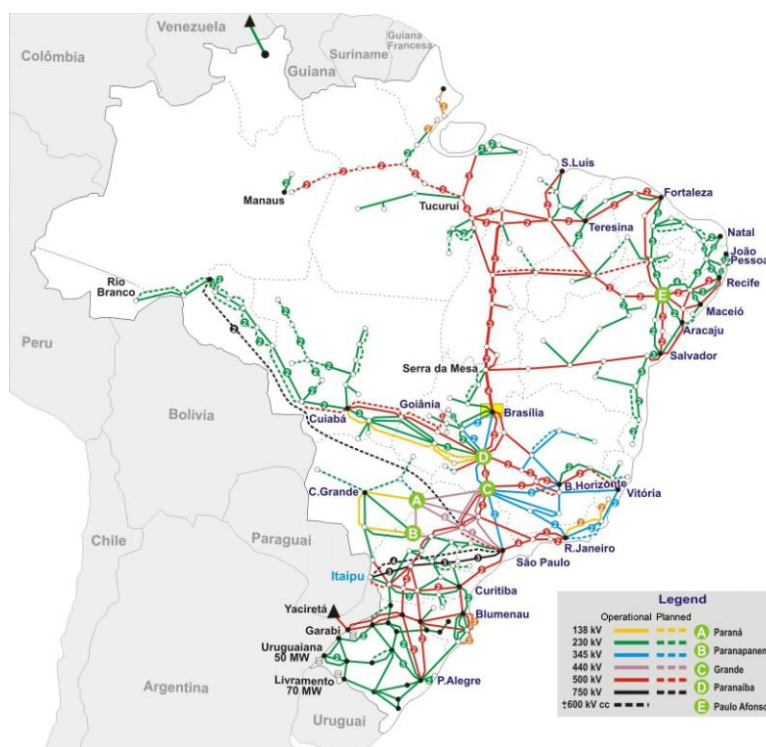 Venezuela
Colômbia
Guiana
Suriname
Guiana
Francesa
Manaus
Tucuruí
S.Luís
Fortaleza
Teresina
Natal
João
Pessoa
Recife
Maceió
Aracaju
Salvador
E
Rio
Branco
Peru
Bolivia
Serra da Mesa
Goiânia
Cuiabá
Brasília
D
C.Grande
A
C
B.Horizonte
Vitória
B
Paraguai
Chile
Itaipu
São Paulo
R.Janeiro
Curitiba
Yaciretá
Blumenau
Garabi
Uruguaiana
50 MW
Livramento
70 MW
P.Alegre
Argentina
Uruguai
Legend
Operational Planned
138 kV A Paraná
230 kV B Paranapanem
345 kV
440 kV C Grande
500 kV D Paranaíba
750 kV
±600 kV cc E Paulo Afonso